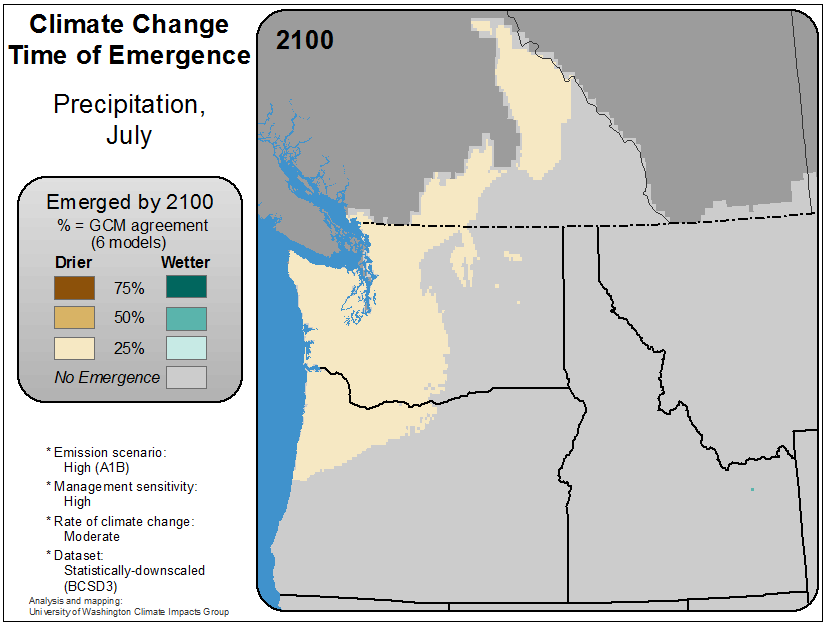 Climate Change
Time of Emergence
Precipitation,
July
2100
Emerged by 2100
% = GCM agreement
(6 models)
Drier Wetter
75%
50%
25%
No Emergence
* Emission scenario:
High (A1B)
* Management sensitivity:
High
* Rate of climate change:
Moderate
* Dataset:
Statistically-downscaled
(BCSD3)
Analysis and mapping:
University of Washington Climate Impacts Group